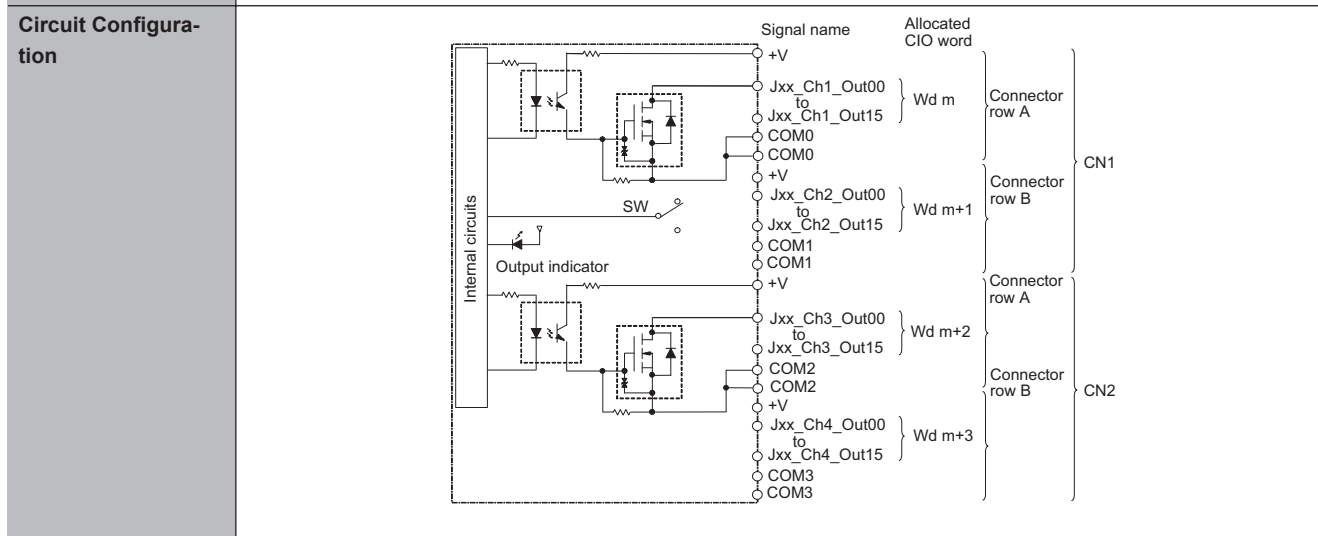 Circuit Configura-
tion
Signal name
Allocated
CIO word
+V
Jxx_Ch1_Out00
to
Jxx_Ch1_Out15
Wd m
COM0
COM0
Connector
row A
+V
Jxx_Ch2_Out00
to
Jxx_Ch2_Out15
Wd m+1
COM1
COM1
Connector
row B
CN1
Internal circuits
SW
Output indicator
+V
Jxx_Ch3_Out00
to
Jxx_Ch3_Out15
Wd m+2
COM2
COM2
Connector
row A
+V
Jxx_Ch4_Out00
to
Jxx_Ch4_Out15
Wd m+3
COM3
COM3
Connector
row B
CN2